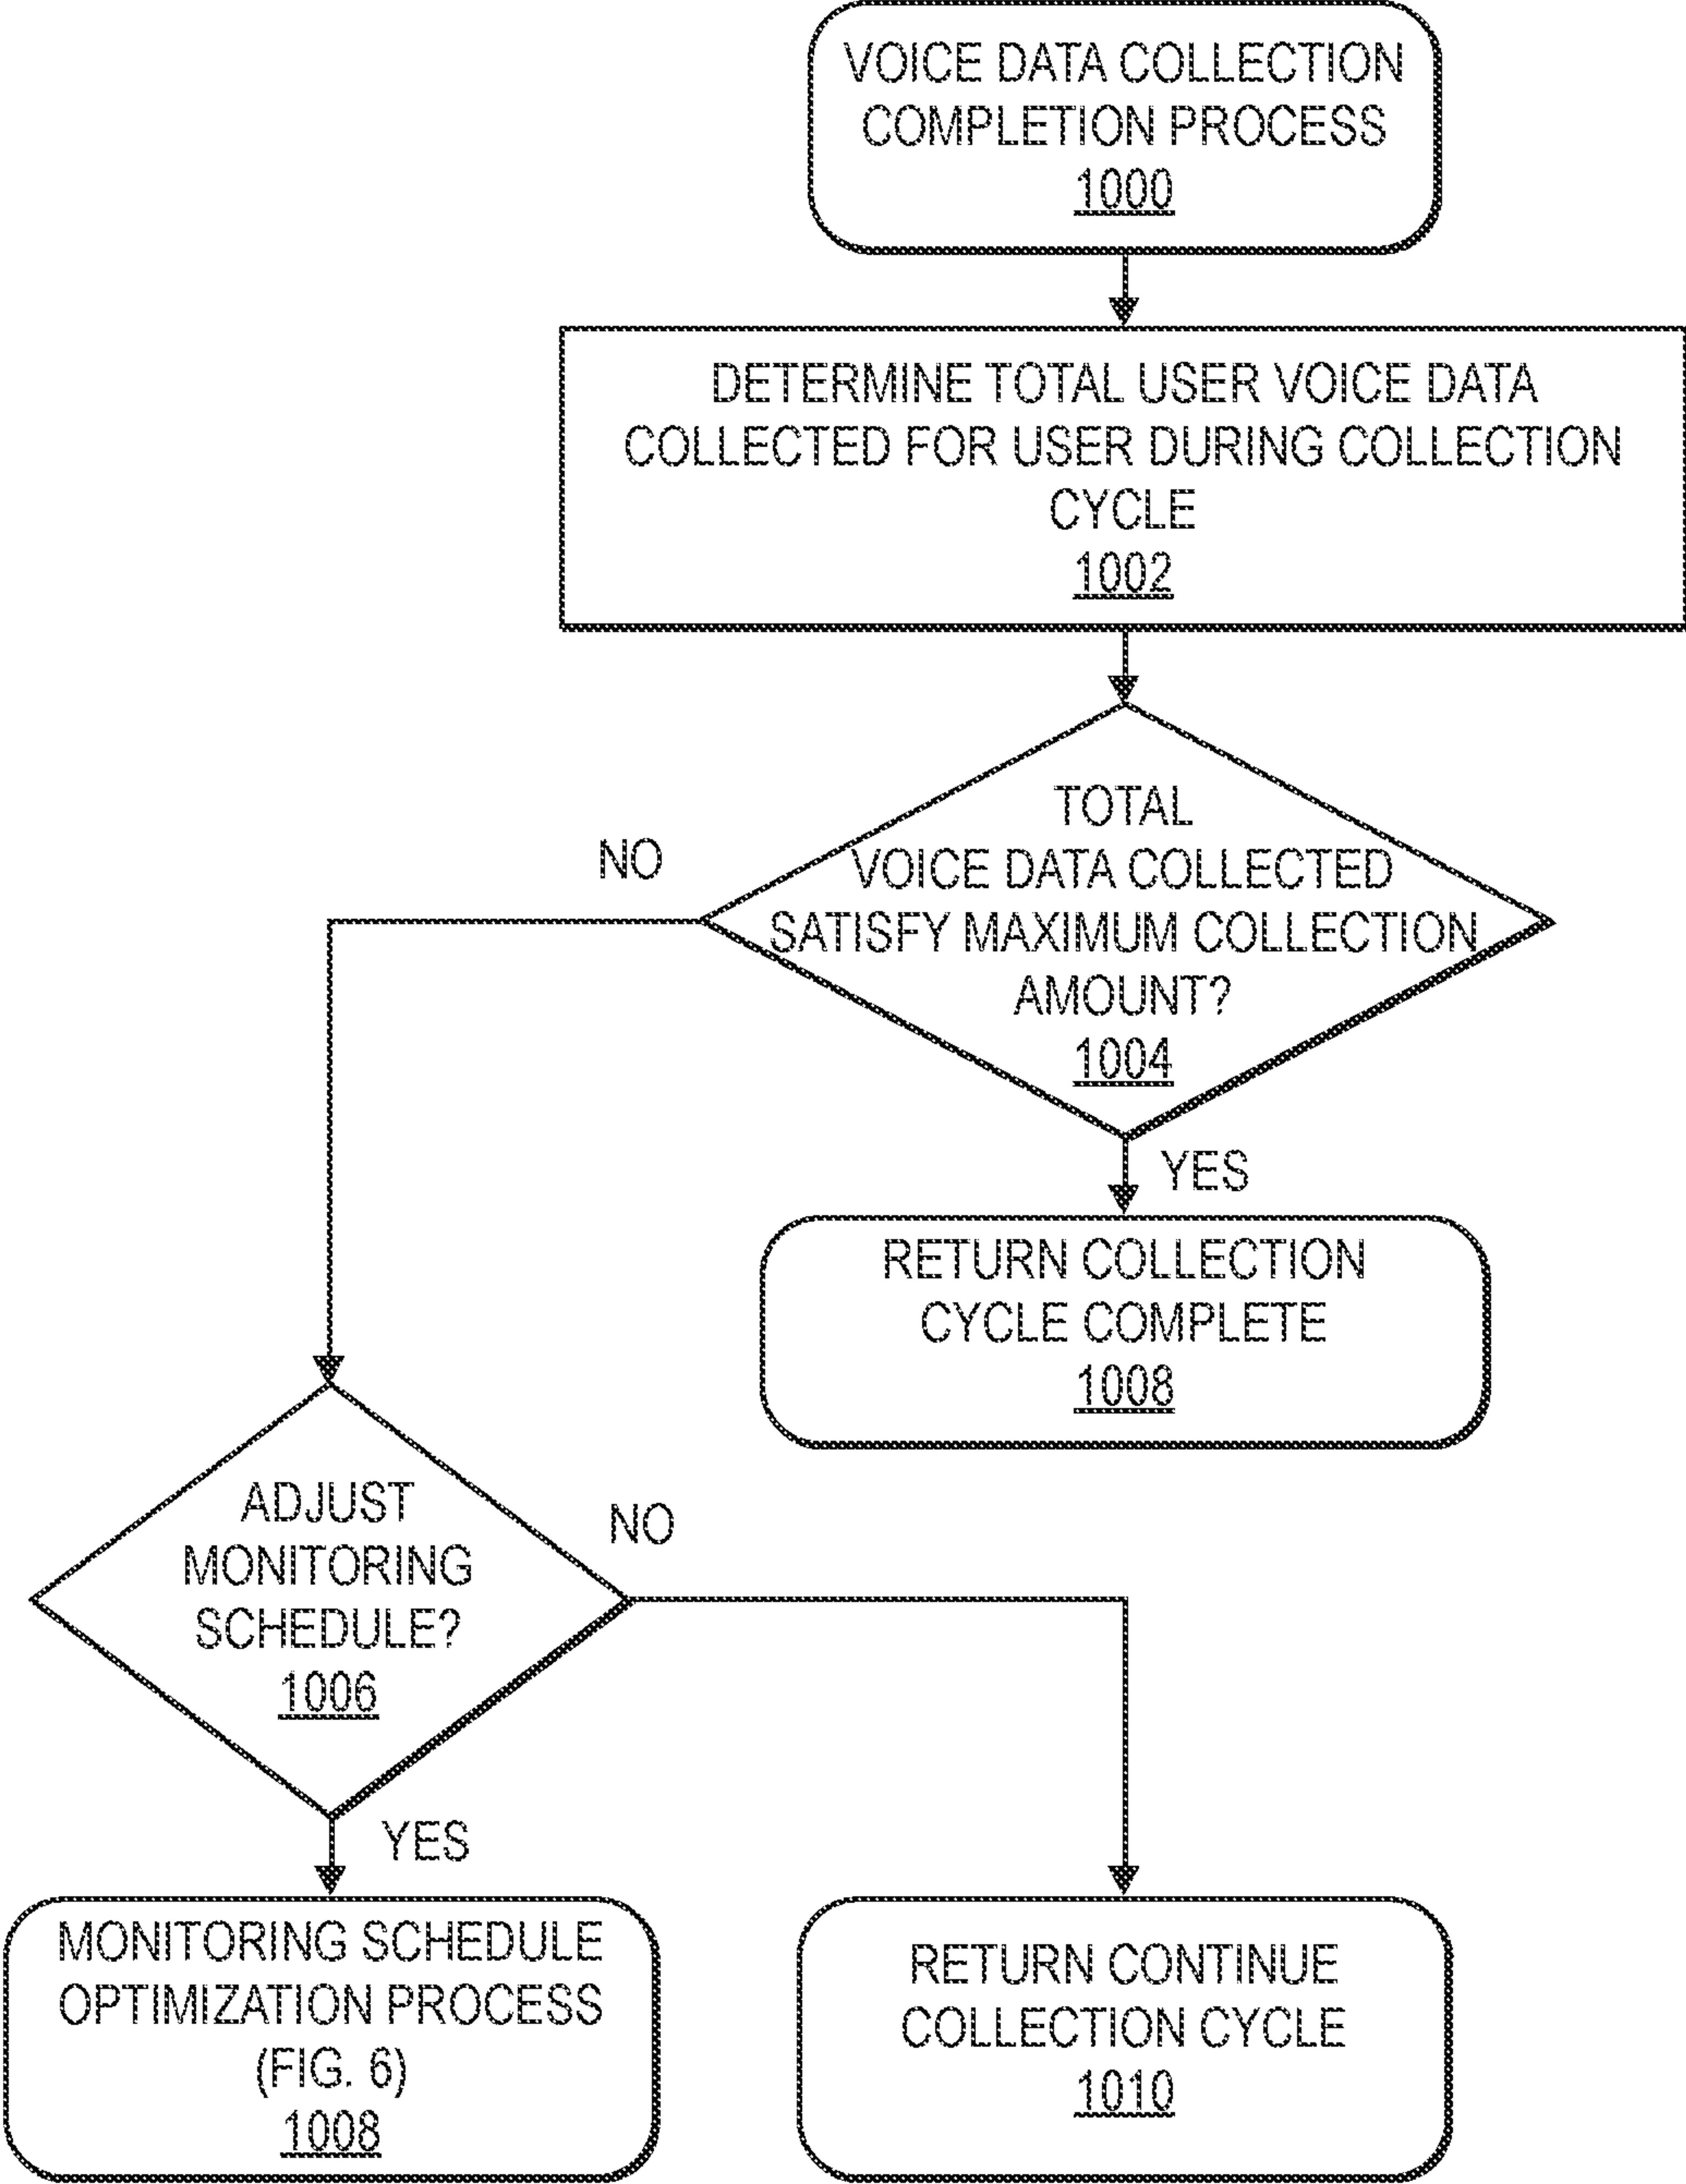 VOICE DATA COLLECTION
COMPLETION PROCESS
1000
DETERMINE TOTAL USER VOICE DATA
COLLECTED FOR USER DURING COLLECTION
CYCLE
1002
TOTAL
VOICE DATA COLLECTED
SATISFY MAXIMUM COLLECTION
AMOUNT?
1004
NO
YES
RETURN COLLECTION
CYCLE COMPLETE
1008
ADJUST
MONITORING
SCHEDULE?
1006
NO
YES
MONITORING SCHEDULE
OPTIMIZATION PROCESS
(FIG. 6)
1008
RETURN CONTINUE
COLLECTION CYCLE
1010